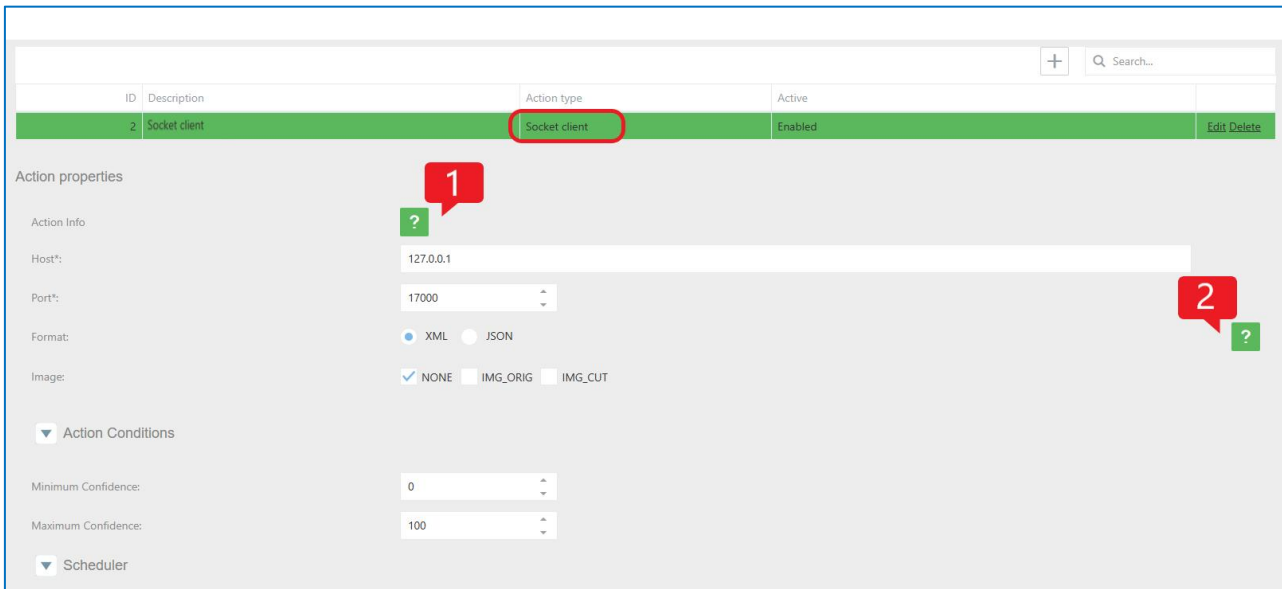 + Search...
ID Description Action type Active
2 Socket client Socket client Enabled Edit Delete
Action properties
1
Action Info ?
Host*: 127.0.0.1
Port*: 17000
2
Format: XML JSON ?
Image: NONE IMG_ORIG IMG_CUT
Action Conditions
Minimum Confidence: 0
Maximum Confidence: 100
Scheduler